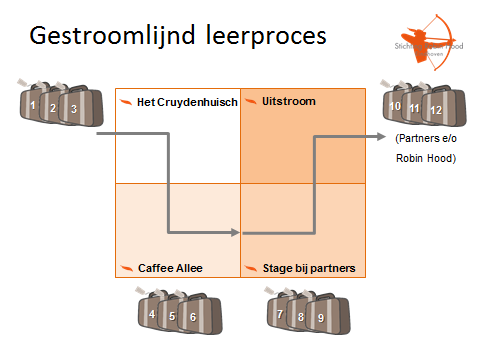 Gestroomlijnd leerproces
1 2 3
Het Cruydenhuisch
Uitstroom
10 11 12
(Partners e/o
Robin Hood)
Caffee Allee
Stage bij partners
4 5 6
7 8 9